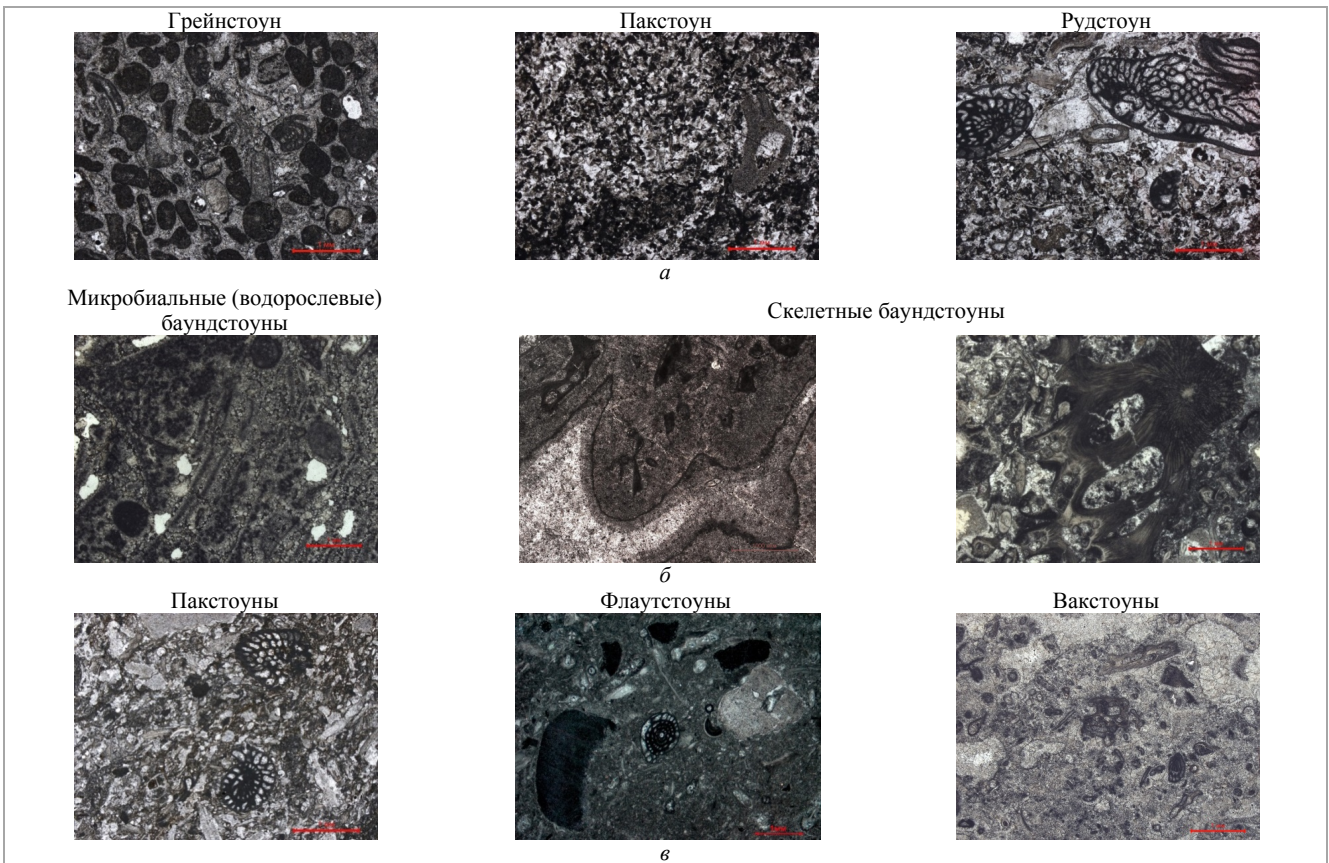 Грейнстоун
Пакстоун
Рудстоун
а
Микробиальные (водорослевые)
баундстоуны
Скелетные баундстоуны
б
Пакстоуны
Флаутстоуны
Вакстоуны
в